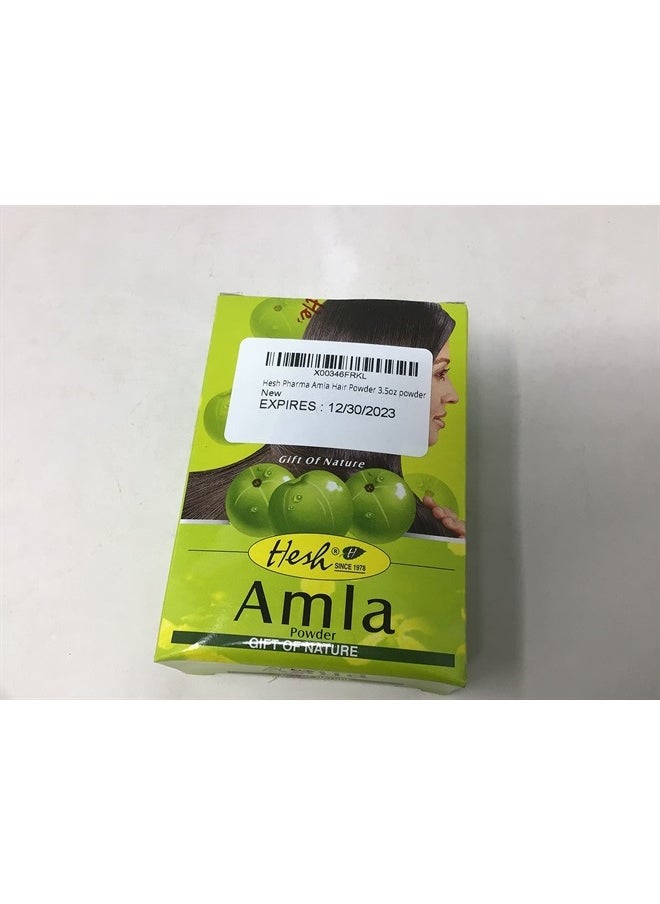 X00346FRKL
Hesh Pharma Amla Hair Powder 3.5oz powder
New
EXPIRES : 12/30/2023
Gift Of Nature
Hesh® H
SINCE 1978
Amla
Powder
GIFT OF NATURE